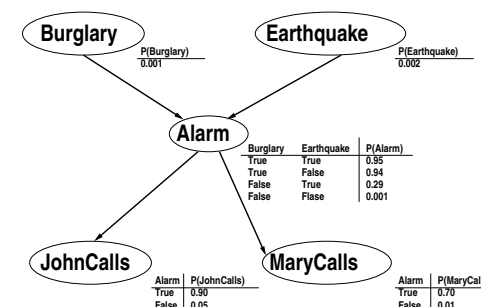 Burglary
P(Burglary)
0.001
Earthquake
P(Earthquake)
0.002
Alarm
Burglary Earthquake P(Alarm)
True True 0.95
True False 0.94
False True 0.29
False Flase 0.001
JohnCalls
Alarm P(JohnCalls)
True 0.90
False 0.05
MaryCalls
Alarm P(MaryCal
True 0.70
False 0.01